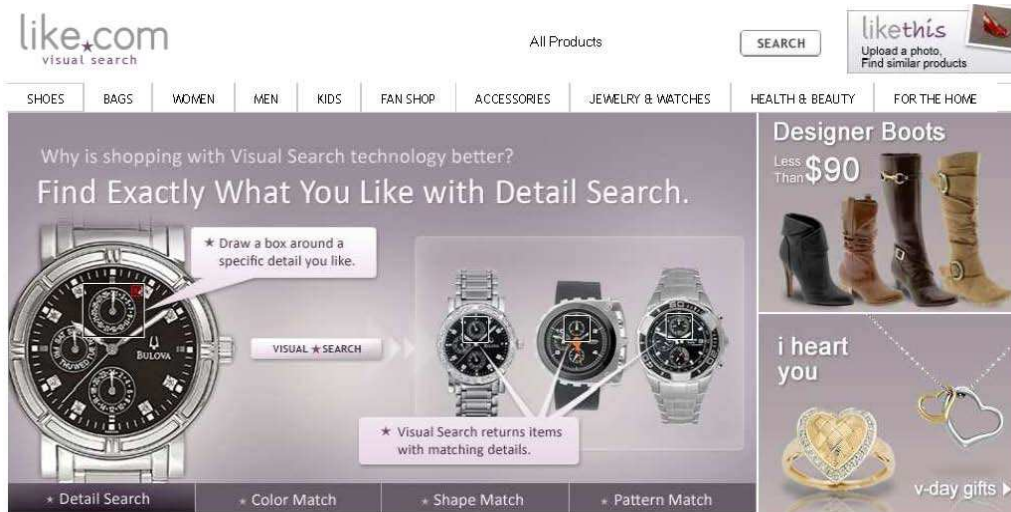 like★com
visual search
All Products
SEARCH
likethis
Upload a photo,
Find similar products
SHOES
BAGS
WOMEN
MEN
KIDS
FAN SHOP
ACCESSORIES
JEWELRY & WATCHES
HEALTH & BEAUTY
FOR THE HOME
Why is shopping with Visual Search technology better?
Find Exactly What You Like with Detail Search.
★ Draw a box around a
specific detail you like.
BULOVA
VISUAL ★ SEARCH
★ Visual Search returns items
with matching details.
★ Detail Search
★ Color Match
★ Shape Match
★ Pattern Match
Designer Boots
Less
Than $90
i heart
you
v-day gifts